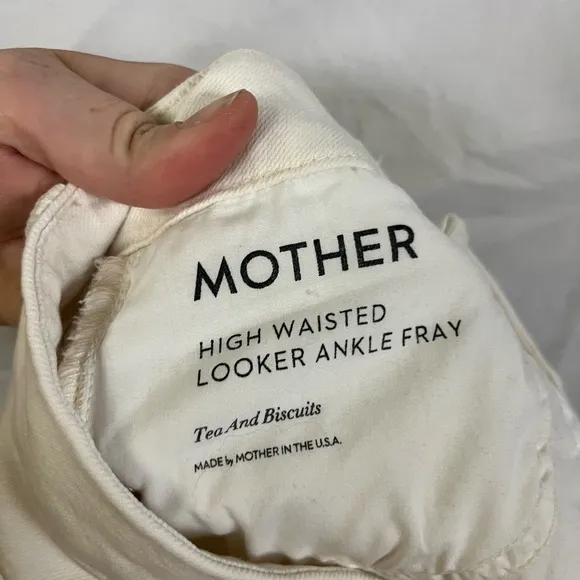 MOTHER
HIGH WAISTED
LOOKER ANKLE FRAY
Tea And Biscuits
MADE by MOTHER IN THE U.S.A.